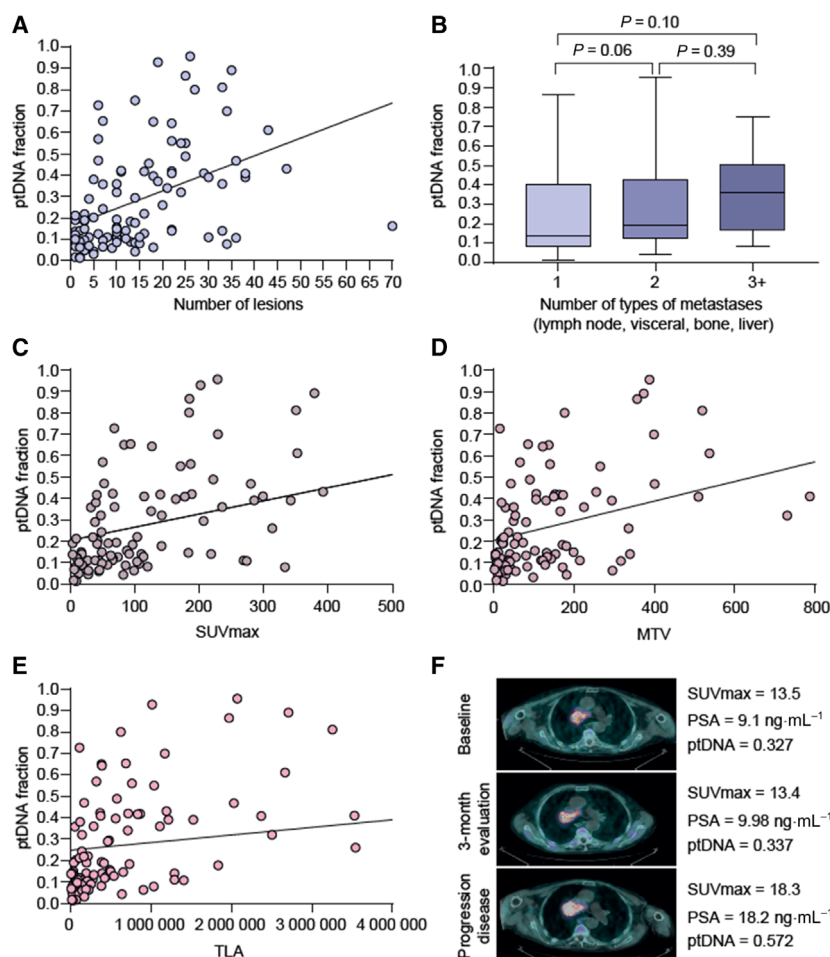 A
ptDNA fraction
1.0
0.9
0.8
0.7
0.6
0.5
0.4
0.3
0.2
0.1
0.0
0 5 10 15 20 25 30 35 40 45 50 55 60 65 70
Number of lesions
B
P = 0.10
P = 0.06
P = 0.39
ptDNA fraction
1.0
0.9
0.8
0.7
0.6
0.5
0.4
0.3
0.2
0.1
0.0
1 2 3+
Number of types of metastases
(lymph node, visceral, bone, liver)
C
ptDNA fraction
1.0
0.9
0.8
0.7
0.6
0.5
0.4
0.3
0.2
0.1
0.0
0 100 200 300 400 500
SUVmax
D
ptDNA fraction
1.0
0.9
0.8
0.7
0.6
0.5
0.4
0.3
0.2
0.1
0.0
0 200 400 600 800
MTV
E
ptDNA fraction
1.0
0.9
0.8
0.7
0.6
0.5
0.4
0.3
0.2
0.1
0.0
0 1 000 000 2 000 000 3 000 000 4 000 000
TLA
F
Baseline
SUVmax = 13.5
PSA = 9.1 ng·mL⁻¹
ptDNA = 0.327
3-month
evaluation
SUVmax = 13.4
PSA = 9.98 ng·mL⁻¹
ptDNA = 0.337
Progression
disease
SUVmax = 18.3
PSA = 18.2 ng·mL⁻¹
ptDNA = 0.572